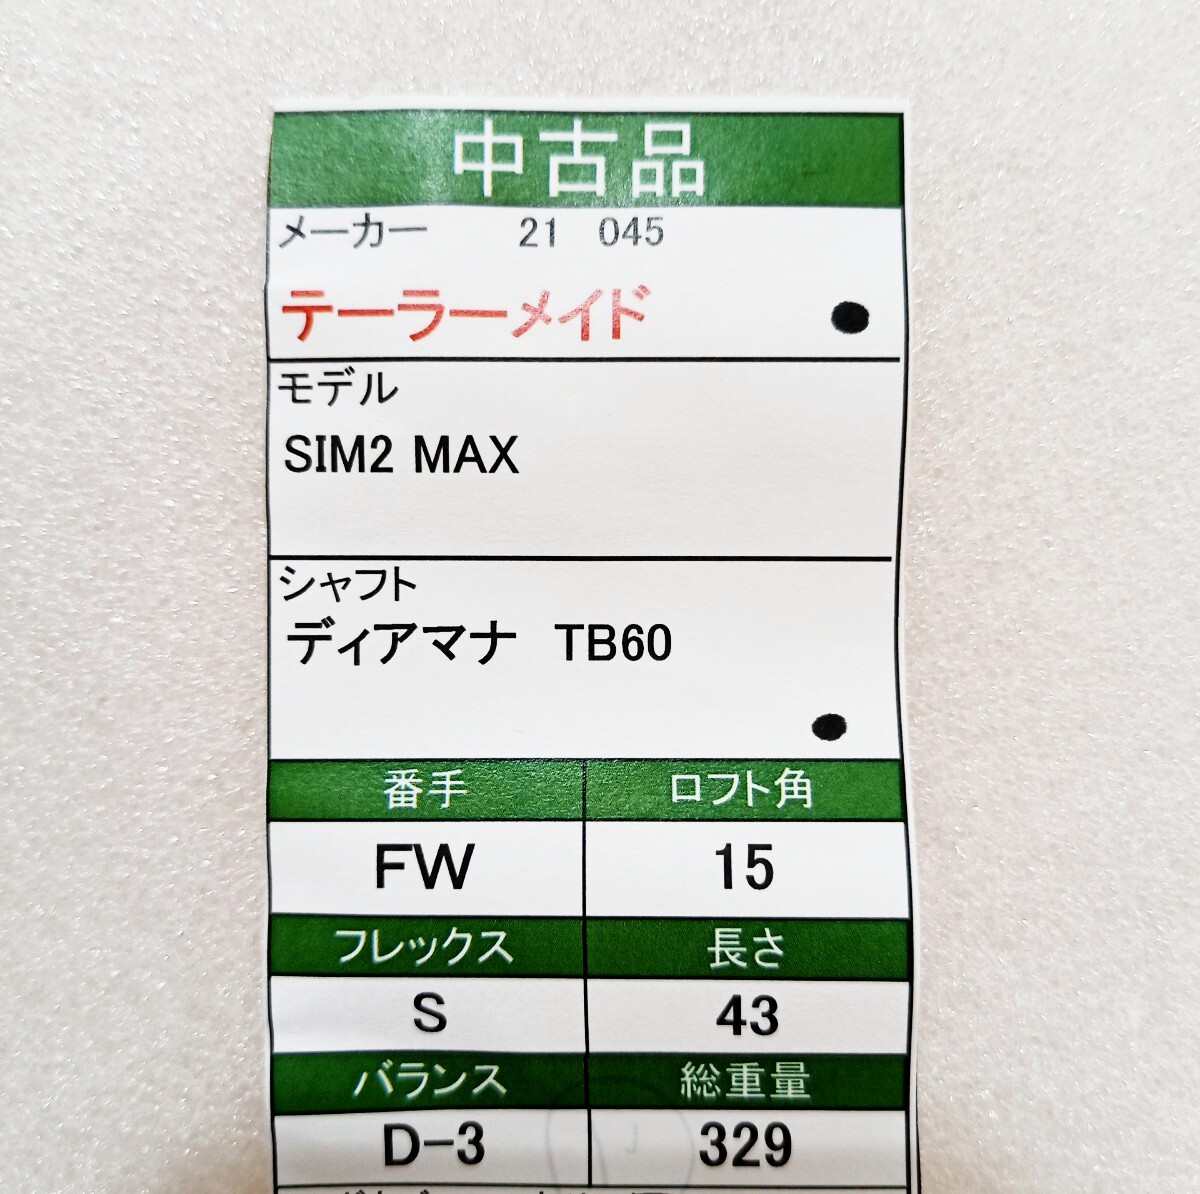 中古品
メーカー 21 045
テーラーメイド
モデル
SIM2 MAX
シャフト
ディアマナ TB60
番手 ロフト角
FW 15
フレックス 長さ
S 43
バランス 総重量
D-3 329